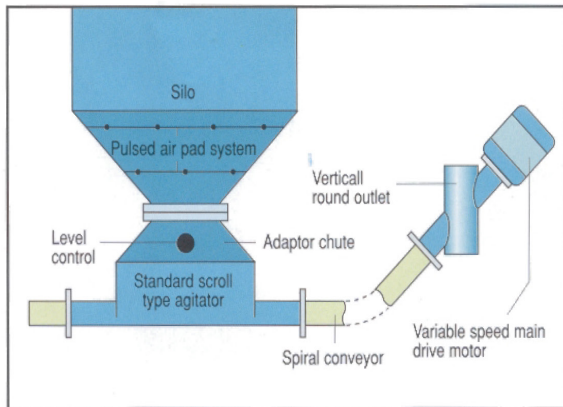 Silo
Pulsed air pad system
Verticall
round outlet
Level
control
Adaptor chute
Standard scroll
type agitator
Spiral conveyor
Variable speed main
drive motor